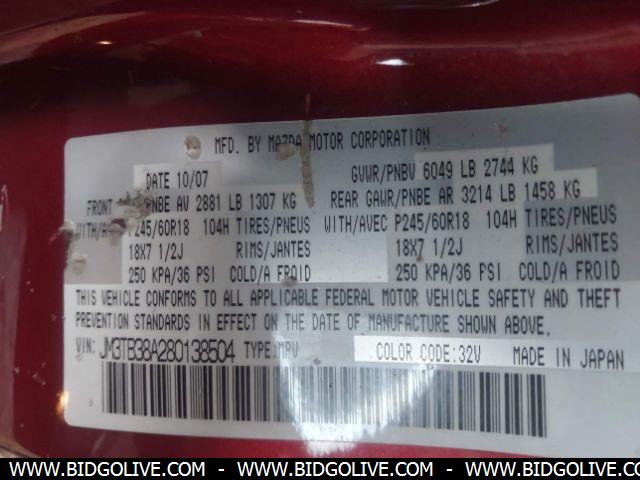 MFD. BY MAZDA MOTOR CORPORATION
DATE 10/07 GVWR/PNBV 6049 LB 2744 KG
FRONT PNBE AV 2881 LB 1307 KG REAR GAWR/PNBE AR 3214 LB 1458 KG
WITH/AVEC P245/60R18 104H TIRES/PNEUS WITH/AVEC P245/60R18 104H TIRES/PNEUS
18X7 1/2J RIMS/JANTES 18X7 1/2J RIMS/JANTES
250 KPA/36 PSI COLD/A FROID 250 KPA/36 PSI COLD/A FROID
THIS VEHICLE CONFORMS TO ALL APPLICABLE FEDERAL MOTOR VEHICLE SAFETY AND THEFT
PREVENTION STANDARDS IN EFFECT ON THE DATE OF MANUFACTURE SHOWN ABOVE.
VIN: JM3TB38A280138504 TYPE:MPV COLOR CODE:32V MADE IN JAPAN
WWW.BIDGOLIVE.COM - WWW.BIDGOLIVE.COM - WWW.BIDGOLIVE.COM